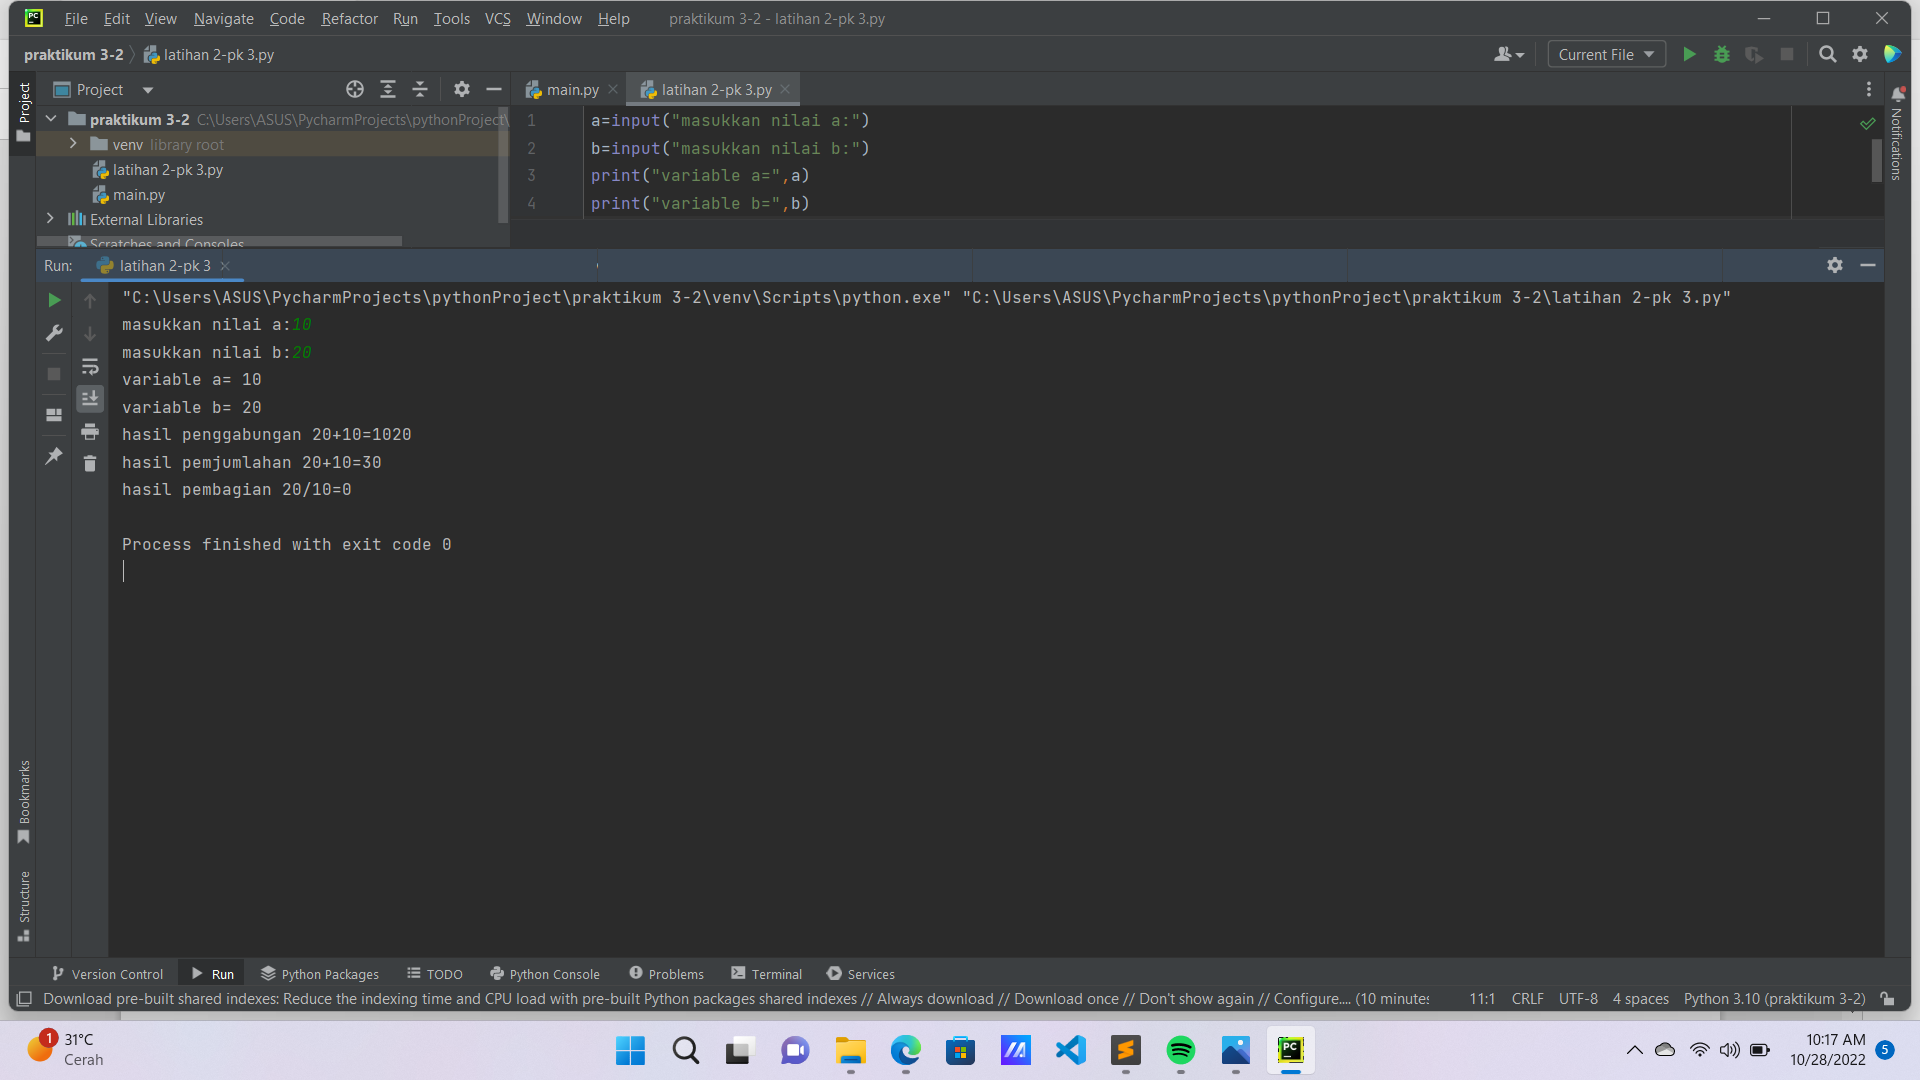 PC File Edit View Navigate Code Refactor Run Tools VCS Window Help praktikum 3-2 - latihan 2-pk 3.py
praktikum 3-2 latihan 2-pk 3.py Current File
Project main.py latihan 2-pk 3.py
Project
praktikum 3-2 C:\Users\ASUS\PycharmProjects\pythonProject\
venv library root
latihan 2-pk 3.py
main.py
External Libraries
Scratches and Consoles
1 a=input("masukkan nilai a:")
2 b=input("masukkan nilai b:")
3 print("variable a=",a)
4 print("variable b=",b)
Notifications
Run: latihan 2-pk 3
"C:\Users\ASUS\PycharmProjects\pythonProject\praktikum 3-2\venv\Scripts\python.exe" "C:\Users\ASUS\PycharmProjects\pythonProject\praktikum 3-2\latihan 2-pk 3.py"
masukkan nilai a:10
masukkan nilai b:20
variable a= 10
variable b= 20
hasil penggabungan 20+10=1020
hasil pemjumlahan 20+10=30
hasil pembagian 20/10=0
Process finished with exit code 0
Bookmarks
Structure
Version Control Run Python Packages TODO Python Console Problems Terminal Services
Download pre-built shared indexes: Reduce the indexing time and CPU load with pre-built Python packages shared indexes // Always download // Download once // Don't show again // Configure.... (10 minutes 11:1 CRLF UTF-8 4 spaces Python 3.10 (praktikum 3-2)
1 31°C
Cerah
PC
10:17 AM
10/28/2022
5